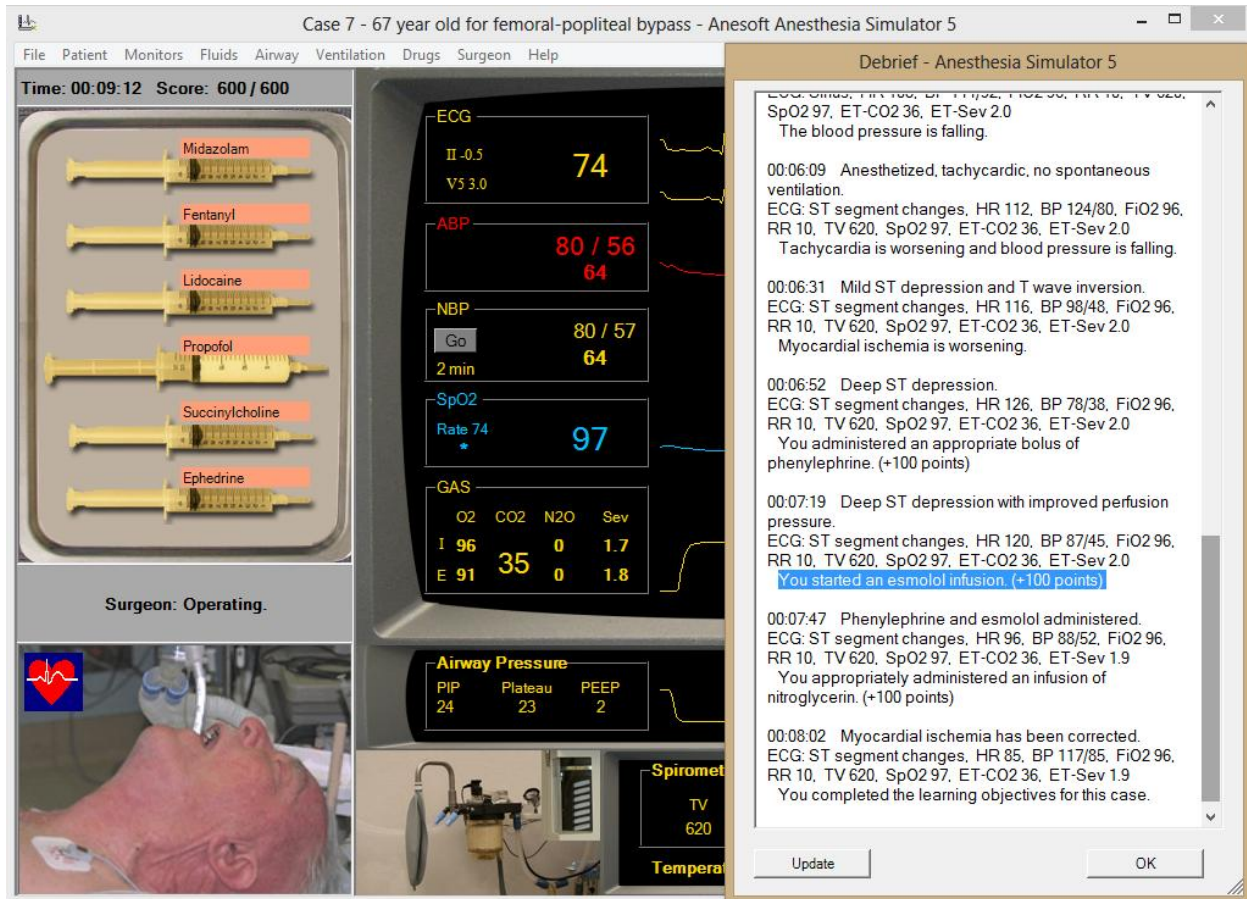 Case 7 - 67 year old for femoral-popliteal bypass - Anesoft Anesthesia Simulator 5
File Patient Monitors Fluids Airway Ventilation Drugs Surgeon Help
Time: 00:09:12 Score: 600 / 600
Midazolam
Fentanyl
Lidocaine
Propofol
Succinylcholine
Ephedrine
Surgeon: Operating.
ECG
II -0.5
V5 3.0
74
ABP
80 / 56
64
NBP
Go
80 / 57
2 min
64
SpO2
Rate 74
*
97
GAS
O2 CO2 N2O Sev
I 96 0 1.7
35
E 91 0 1.8
Airway Pressure
PIP Plateau PEEP
24 23 2
TV
620
Debrief - Anesthesia Simulator 5
SpO2 97, ET-CO2 36, ET-Sev 2.0
The blood pressure is falling.
00:06:09 Anesthetized, tachycardic, no spontaneous
ventilation.
ECG: ST segment changes, HR 112, BP 124/80, FiO2 96,
RR 10, TV 620, SpO2 97, ET-CO2 36, ET-Sev 2.0
Tachycardia is worsening and blood pressure is falling.
00:06:31 Mild ST depression and T wave inversion.
ECG: ST segment changes, HR 116, BP 98/48, FiO2 96,
RR 10, TV 620, SpO2 97, ET-CO2 36, ET-Sev 2.0
Myocardial ischemia is worsening.
00:06:52 Deep ST depression.
ECG: ST segment changes, HR 126, BP 78/38, FiO2 96,
RR 10, TV 620, SpO2 97, ET-CO2 36, ET-Sev 2.0
You administered an appropriate bolus of
phenylephrine. (+100 points)
00:07:19 Deep ST depression with improved perfusion
pressure.
ECG: ST segment changes, HR 120, BP 87/45, FiO2 96,
RR 10, TV 620, SpO2 97, ET-CO2 36, ET-Sev 2.0
You started an esmolol infusion. (+100 points)
00:07:47 Phenylephrine and esmolol administered.
ECG: ST segment changes, HR 96, BP 88/52, FiO2 96,
RR 10, TV 620, SpO2 97, ET-CO2 36, ET-Sev 1.9
You appropriately administered an infusion of
nitroglycerin. (+100 points)
00:08:02 Myocardial ischemia has been corrected.
ECG: ST segment changes, HR 85, BP 117/85, FiO2 96,
RR 10, TV 620, SpO2 97, ET-CO2 36, ET-Sev 1.9
You completed the learning objectives for this case.
Update
OK